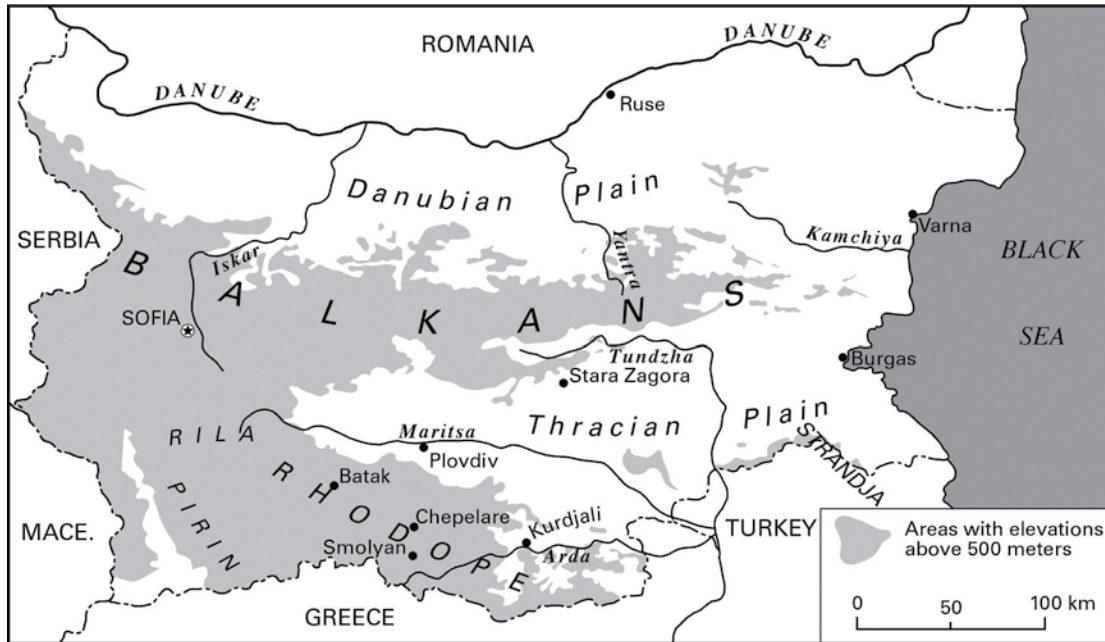 ROMANIA
DANUBE
DANUBE
Ruse
Danubian Plain
SERBIA
Varna
Iskar
Yantra
Kamchiya
BLACK
SEA
BALKANS
SOFIA
Tundzha
Burgas
Stara Zagora
Thracian Plain
RILA
Maritsa
Plovdiv
STRANDJA
Batak
RHODOPE
PIRIN
Chepelare
Kurdjali
MACE.
Smolyan
Arda
TURKEY
GREECE
Areas with elevations
above 500 meters
0 50 100 km